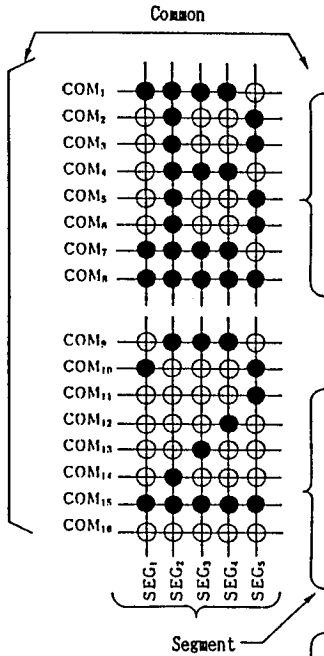 Common
COM₁
COM₂
COM₃
COM₄
COM₅
COM₆
COM₇
COM₈
COM₉
COM₁₀
COM₁₁
COM₁₂
COM₁₃
COM₁₄
COM₁₅
COM₁₆
SEG₁
SEG₂
SEG₃
SEG₄
SEG₅
Segment